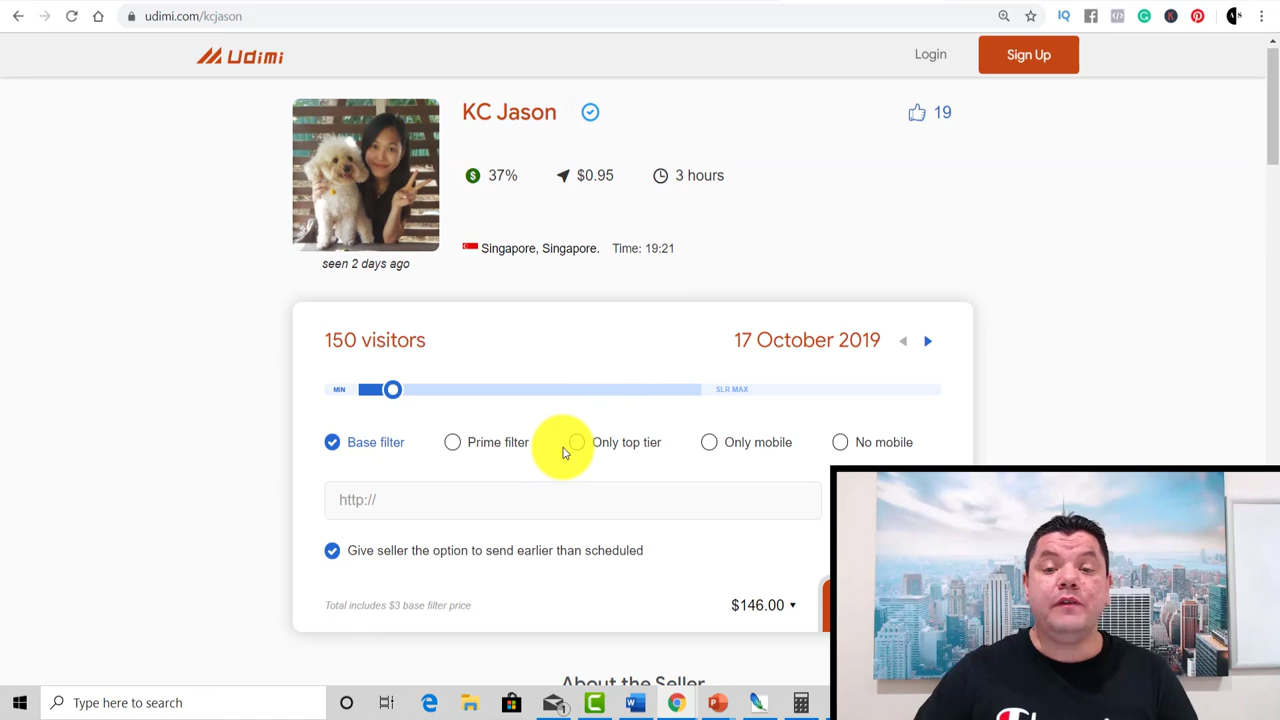 udimi.com/kcjason
Udimi
Login
Sign Up
KC Jason
19
37%
$0.95
3 hours
Singapore, Singapore. Time: 19:21
seen 2 days ago
150 visitors
17 October 2019
MIN
SLR MAX
Base filter
Prime filter
Only top tier
Only mobile
No mobile
http://
Give seller the option to send earlier than scheduled
Total includes $3 base filter price
$146.00
About the Seller
Type here to search